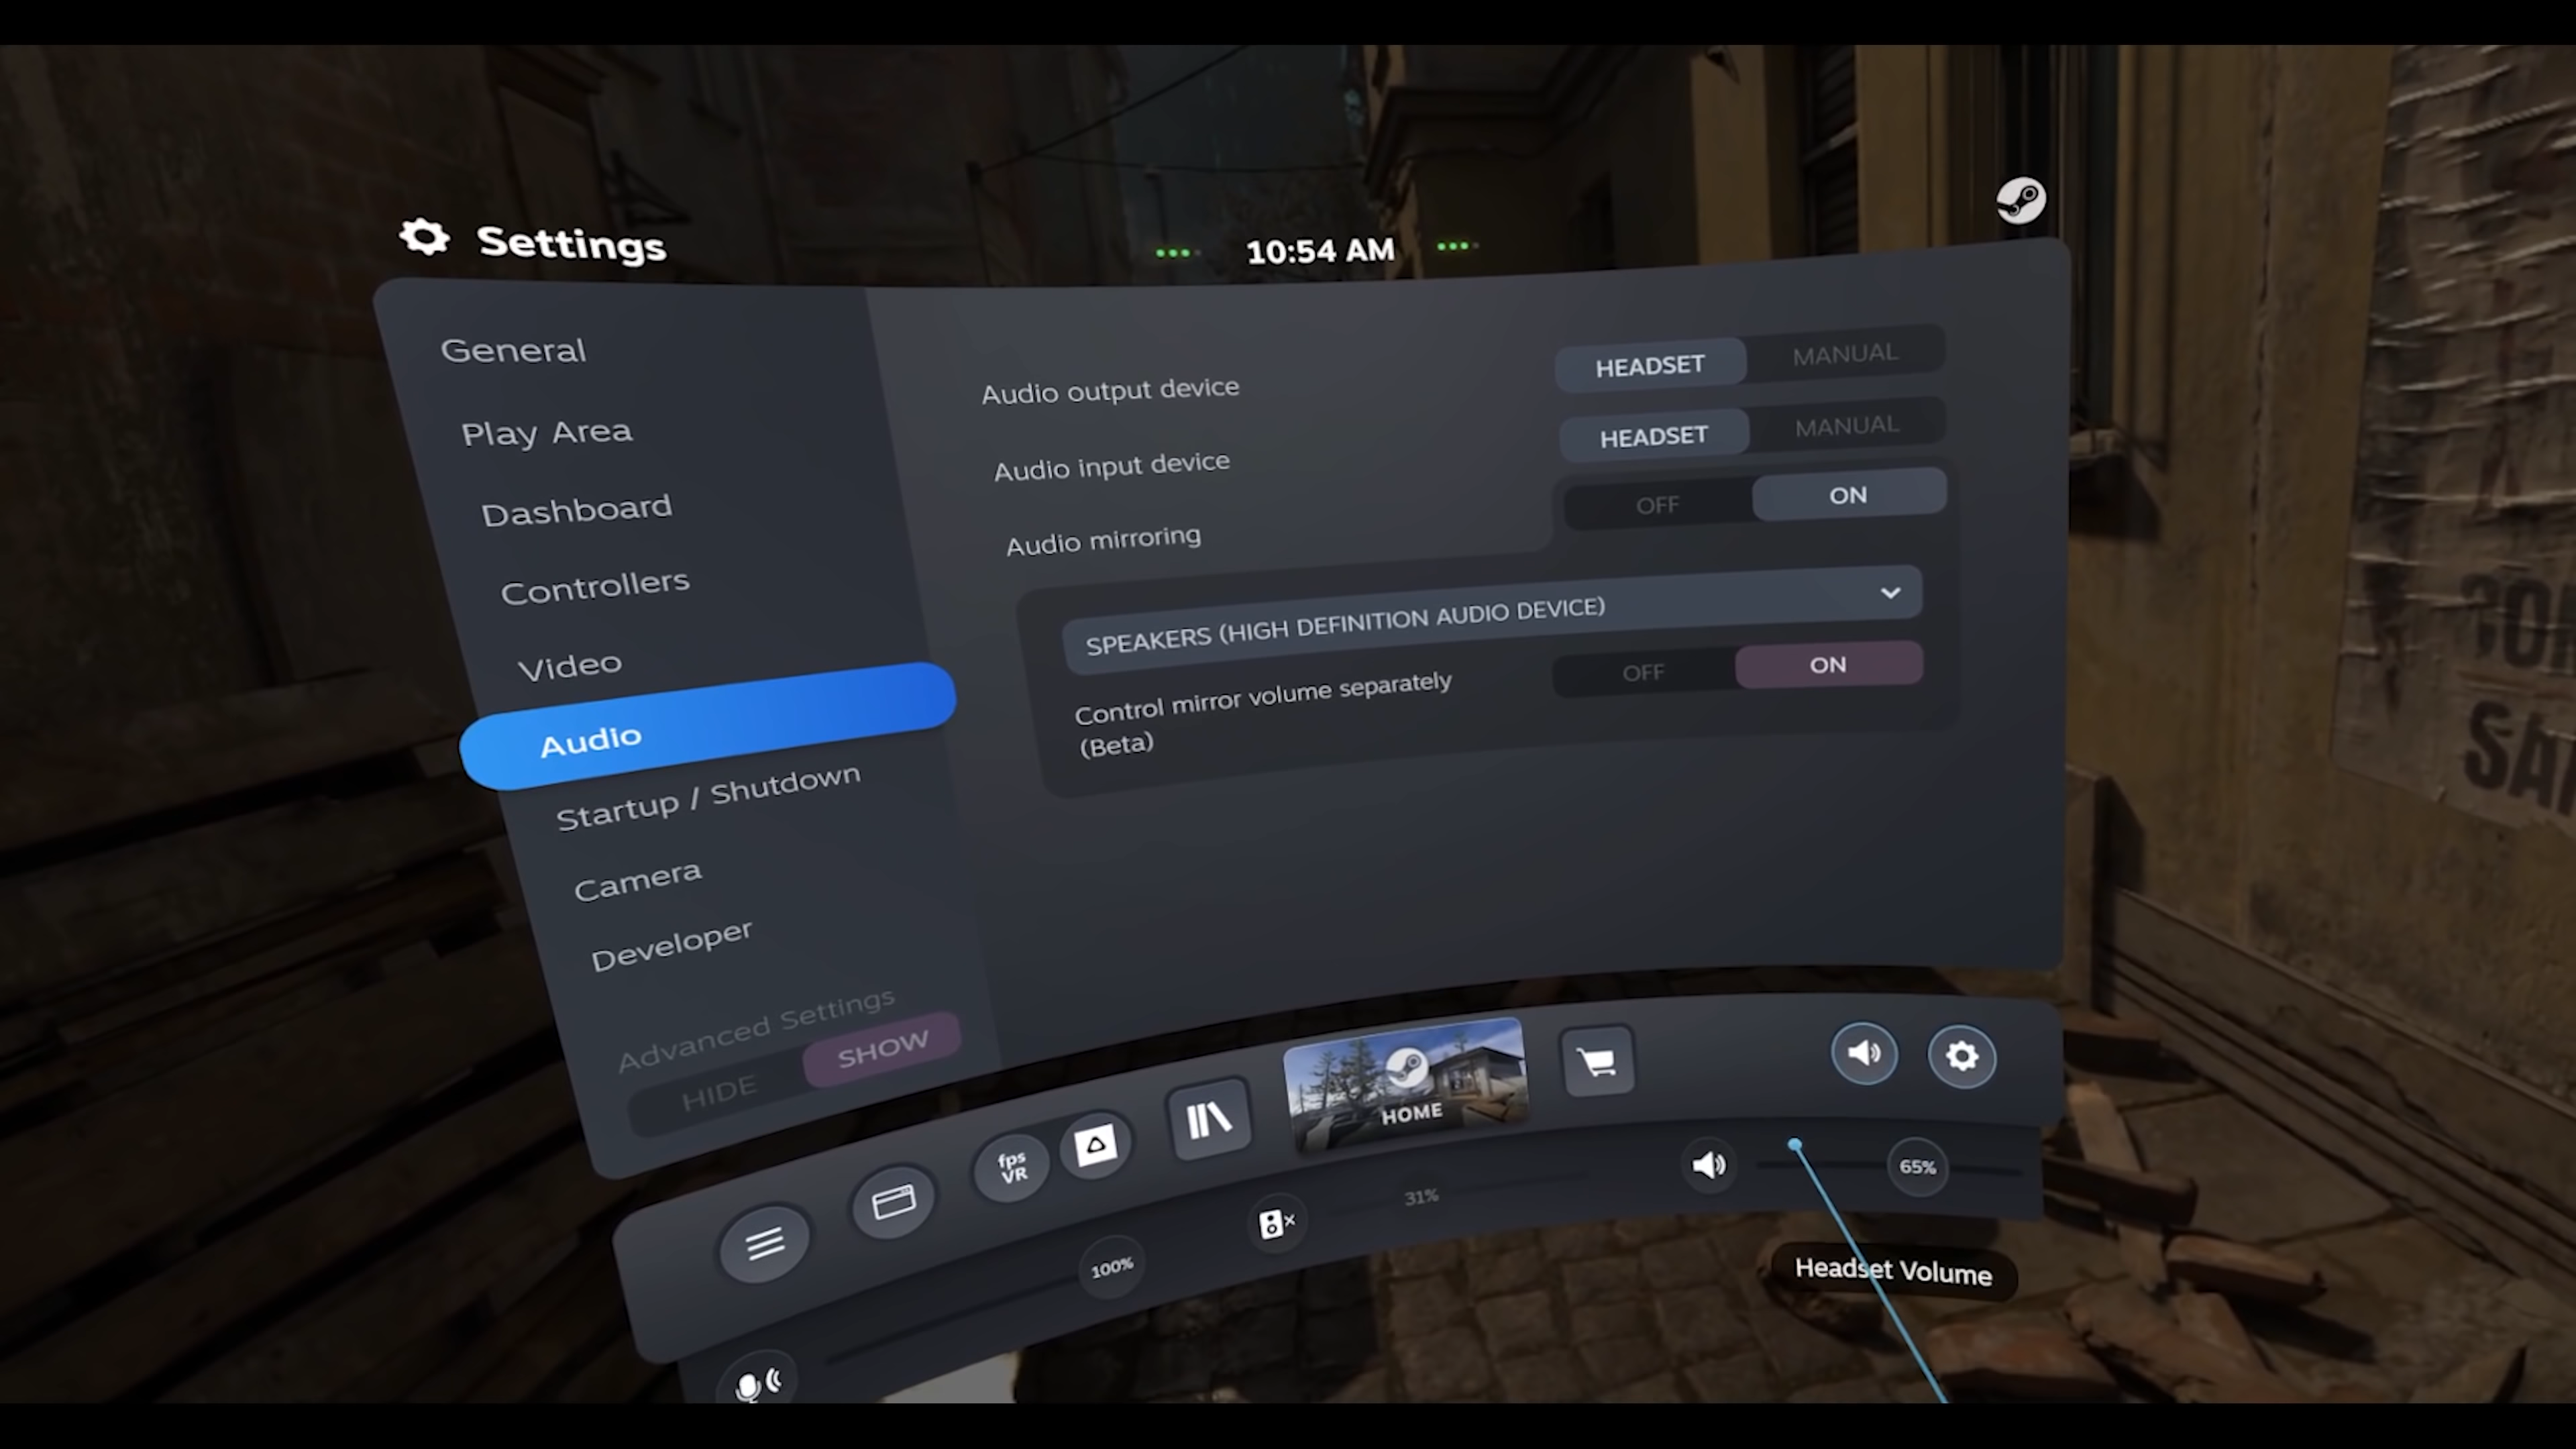 Settings
10:54 AM
General
Play Area
Dashboard
Controllers
Video
Audio
Startup / Shutdown
Camera
Developer
Advanced Settings
HIDE SHOW
Audio output device HEADSET MANUAL
Audio input device HEADSET MANUAL
Audio mirroring OFF ON
SPEAKERS (HIGH DEFINITION AUDIO DEVICE)
Control mirror volume separately OFF ON
(Beta)
fps
VR
HOME
100%
31%
65%
Headset Volume